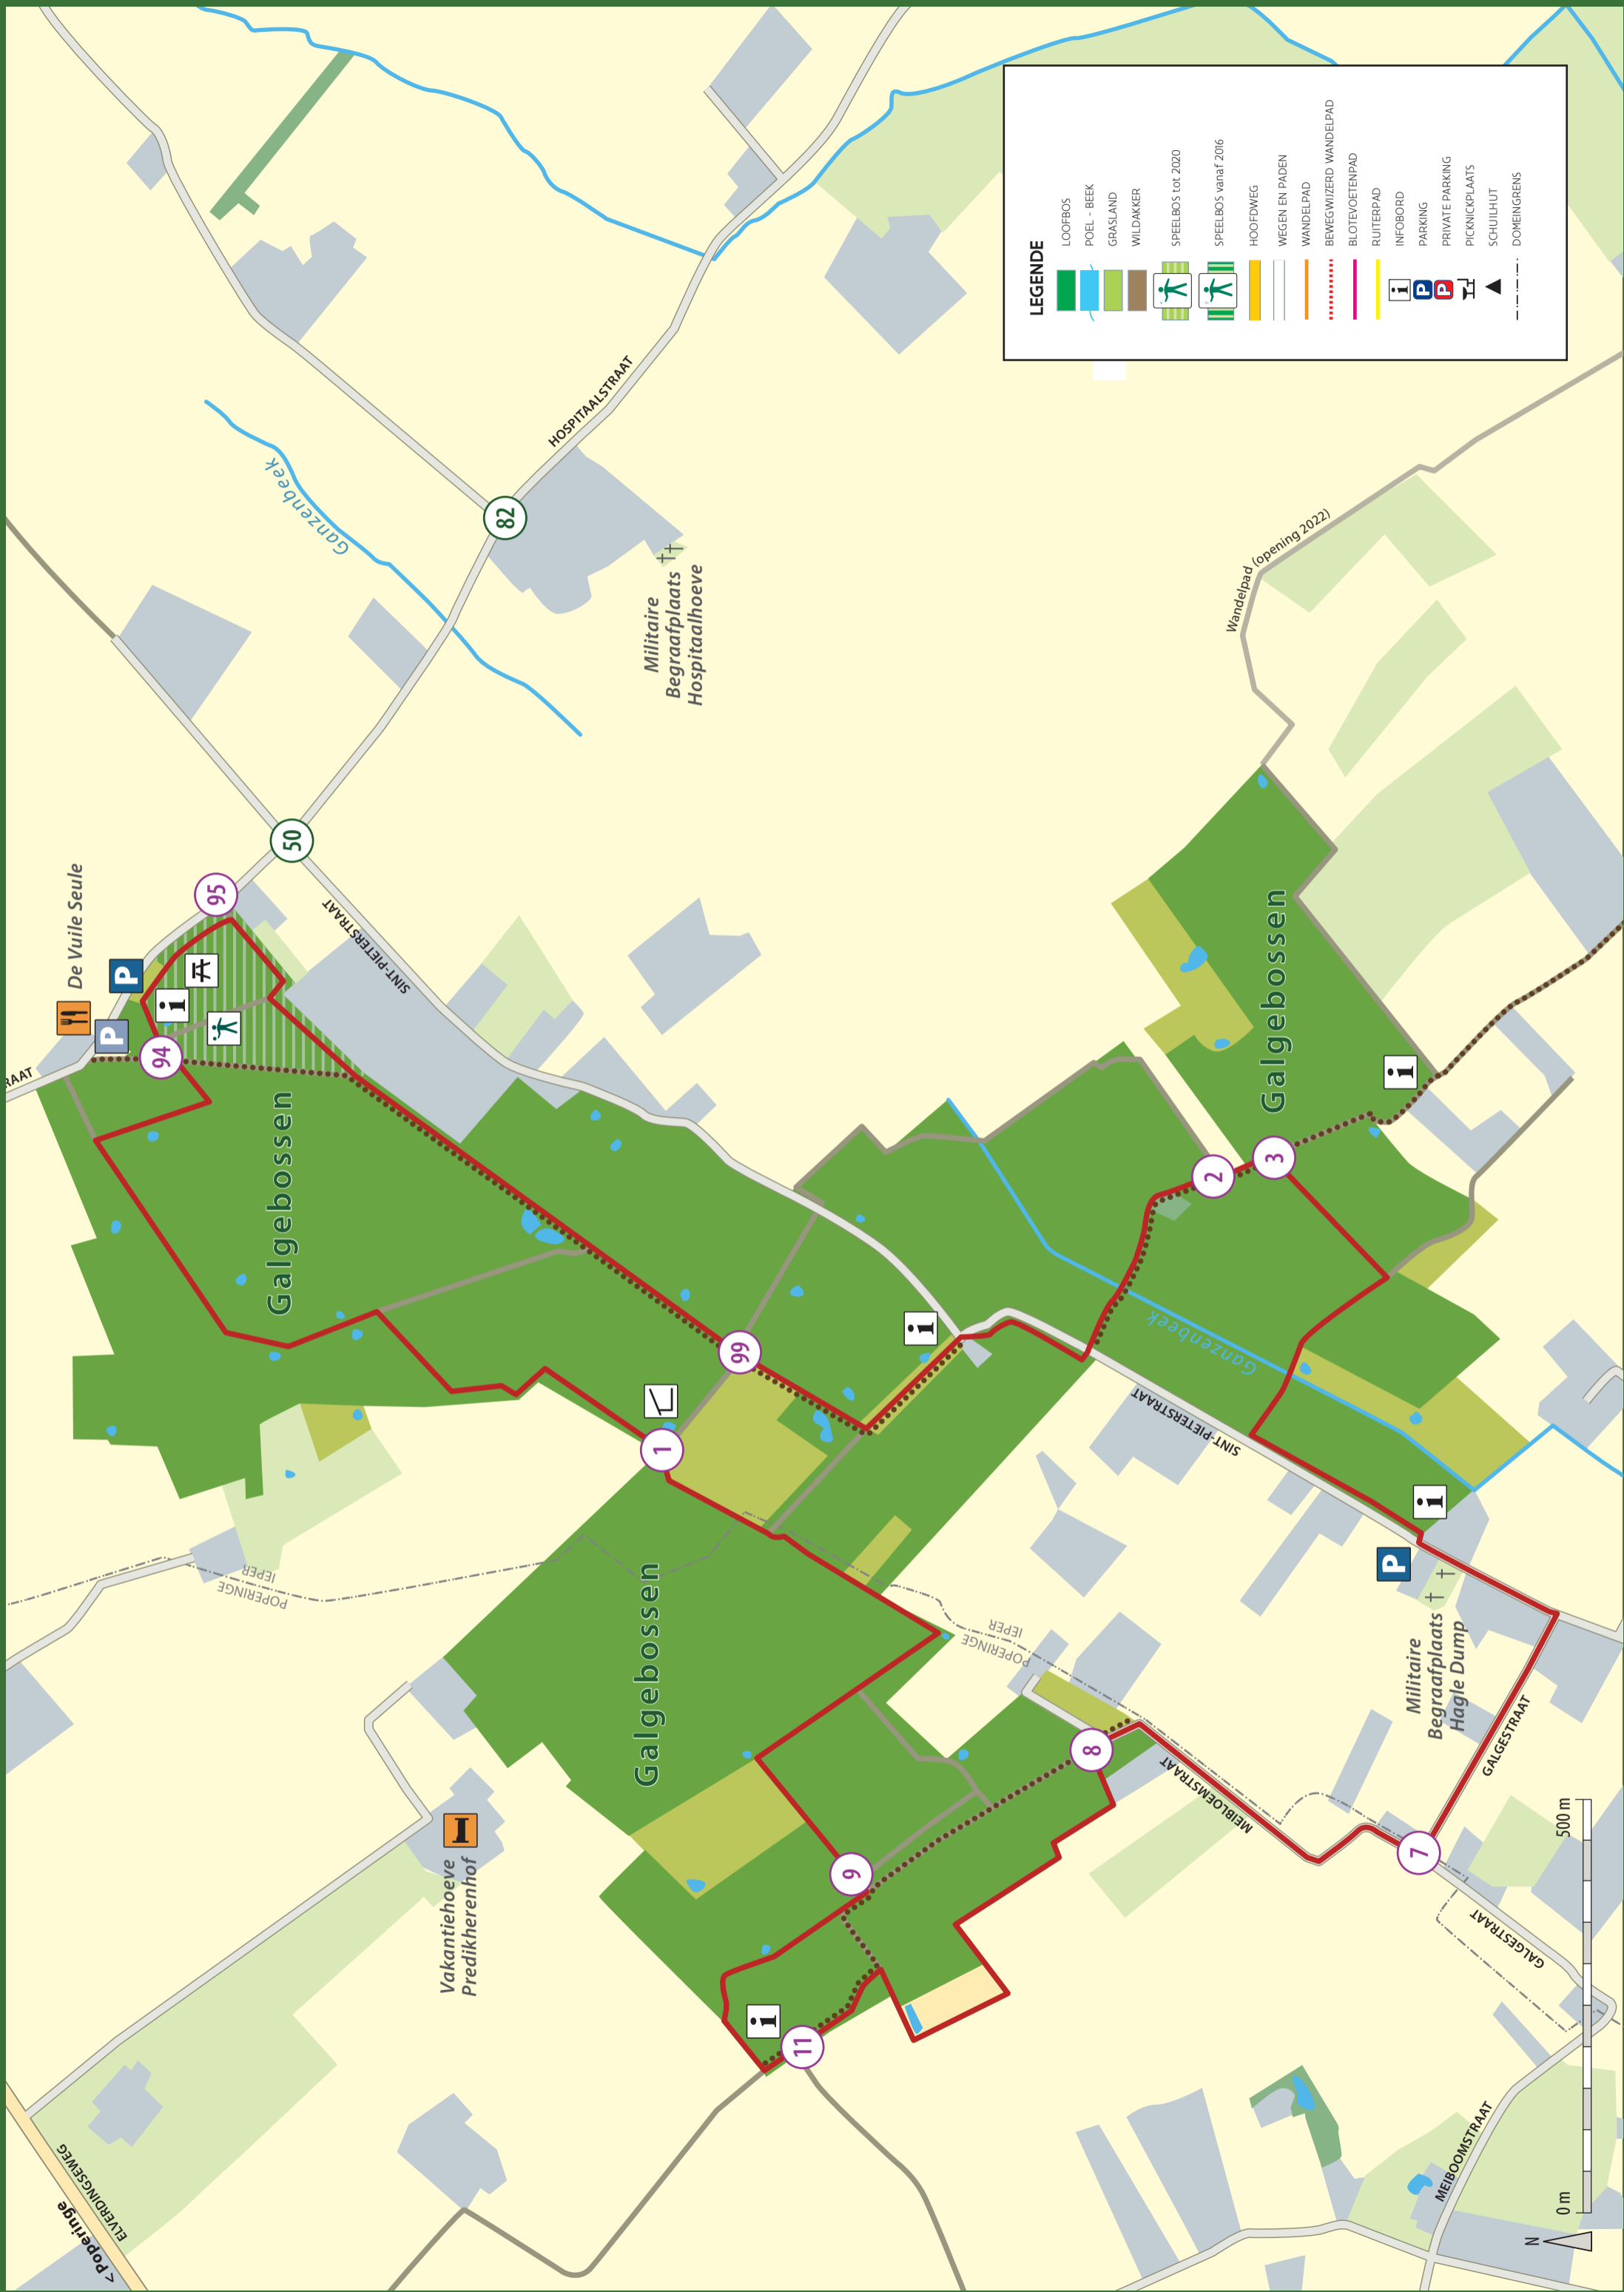 RAAT
De Vuile Seule
P
P
i
94
95
50
82
Ganzenbeek
HOSPITAALSTRAAT
Militaire
Begraafplaats
Hospitaalhoeve
SINT-PIETERSTRAAT
Galgebossen
99
1
i
IEPER
POPERINGE
Galgebossen
Vakantiehoeve
Predikherenhof
ELVERDINGSEWEG
< Poperinge
9
11
i
8
IEPER
POPERINGE
MEIBLOEMSTRAAT
7
GALGESTRAAT
GALGESTRAAT
MEIBOOMSTRAAT
Militaire
Begraafplaats
Hagle Dump
P
i
SINT-PIETERSTRAAT
Ganzenbeek
2
3
i
Galgebossen
Wandelpad (opening 2022)
LEGENDE
LOOFBOS
POEL - BEEK
GRASLAND
WILDAKKER
SPEELBOS tot 2020
SPEELBOS vanaf 2016
HOOFDWEG
WEGEN EN PADEN
WANDELPAD
BEWEGWIJZERD WANDELPAD
BLOTEVOETENPAD
RUITERPAD
i INFOBORD
P PARKING
P PRIVATE PARKING
PICKNICKPLAATS
SCHUILHUT
DOMEINGRENS
N
0 m
500 m